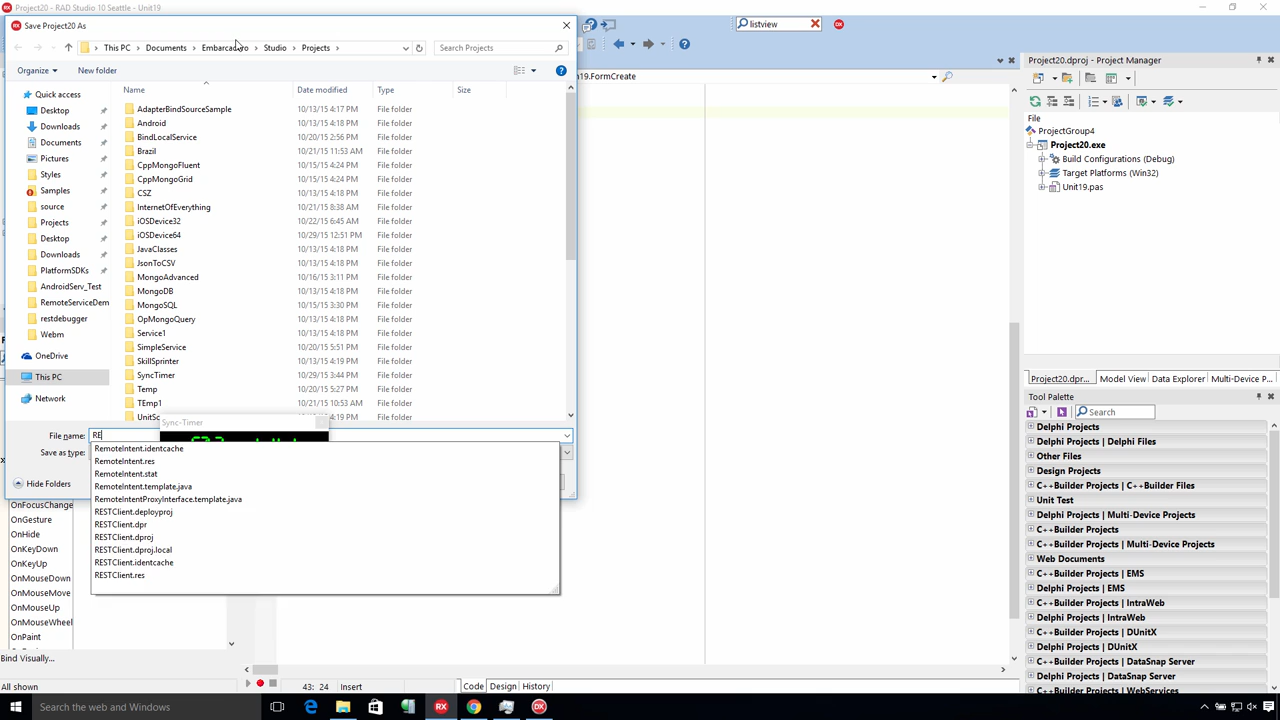 Project20 - RAD Studio 10 Seattle - Unit19
Save Project20 As
listview
This PC
Documents
Embarcadero
Studio
Projects
Search Projects
Organize
New folder
Name
Date modified
Type
Size
Quick access
Desktop
Downloads
Documents
Pictures
Styles
Samples
source
Projects
Desktop
Downloads
PlatformSDKs
AndroidServ_Test
RemoteServiceDem
restdebugger
Webm
OneDrive
This PC
Network
AdapterBindSourceSample 10/13/15 4:17 PM File folder
Android 10/13/15 4:18 PM File folder
BindLocalService 10/20/15 2:56 PM File folder
Brazil 10/21/15 11:53 AM File folder
CppMongoFluent 10/15/15 4:24 PM File folder
CppMongoGrid 10/15/15 4:24 PM File folder
CSZ 10/13/15 4:18 PM File folder
InternetOfEverything 10/21/15 8:38 AM File folder
iOSDevice32 10/22/15 6:45 AM File folder
iOSDevice64 10/29/15 12:51 PM File folder
JavaClasses 10/13/15 4:18 PM File folder
JsonToCSV 10/13/15 4:18 PM File folder
MongoAdvanced 10/16/15 3:11 PM File folder
MongoDB 10/13/15 4:18 PM File folder
MongoSQL 10/15/15 3:30 PM File folder
OpMongoQuery 10/13/15 4:18 PM File folder
Service1 10/13/15 4:18 PM File folder
SimpleService 10/20/15 5:51 PM File folder
SkillSprinter 10/13/15 4:19 PM File folder
SyncTimer 10/29/15 3:44 PM File folder
Temp 10/20/15 5:27 PM File folder
TEmp1 10/21/15 10:53 AM File folder
4:19 PM File folder
Sync-Timer
File name: RE
Save as type:
Hide Folders
RemoteIntent.identcache
RemoteIntent.res
RemoteIntent.stat
RemoteIntent.template.java
RemoteIntentProxyInterface.template.java
RESTClient.deployproj
RESTClient.dpr
RESTClient.dproj
RESTClient.dproj.local
RESTClient.identcache
RESTClient.res
OnFocusChange
OnGesture
OnHide
OnKeyDown
OnKeyUp
OnMouseDown
OnMouseMove
OnMouseUp
OnMouseWheel
OnPaint
Bind Visually...
All shown
43: 24
Insert
Code
Design
History
Project20.dproj - Project Manager
File
ProjectGroup4
Project20.exe
Build Configurations (Debug)
Target Platforms (Win32)
Unit19.pas
Project20.dpr...
Model View
Data Explorer
Multi-Device P...
Tool Palette
Search
Delphi Projects
Delphi Projects | Delphi Files
Other Files
Design Projects
C++Builder Projects | C++Builder Files
Unit Test
Delphi Projects | Multi-Device Projects
C++Builder Projects
C++Builder Projects | Multi-Device Projects
Web Documents
C++Builder Projects | EMS
Delphi Projects | EMS
C++Builder Projects | IntraWeb
Delphi Projects | IntraWeb
C++Builder Projects | DUnitX
Delphi Projects | DUnitX
C++Builder Projects | DataSnap Server
Delphi Projects | DataSnap Server
C++Builder Projects | WebServices
Search the web and Windows